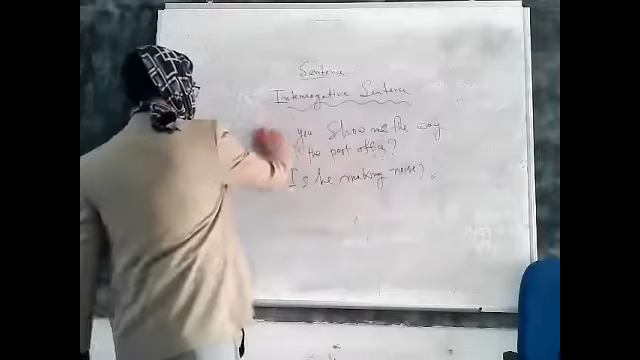 Sentence
Interrogative Sentence
you show me the way
the post office?
Is he making noise?